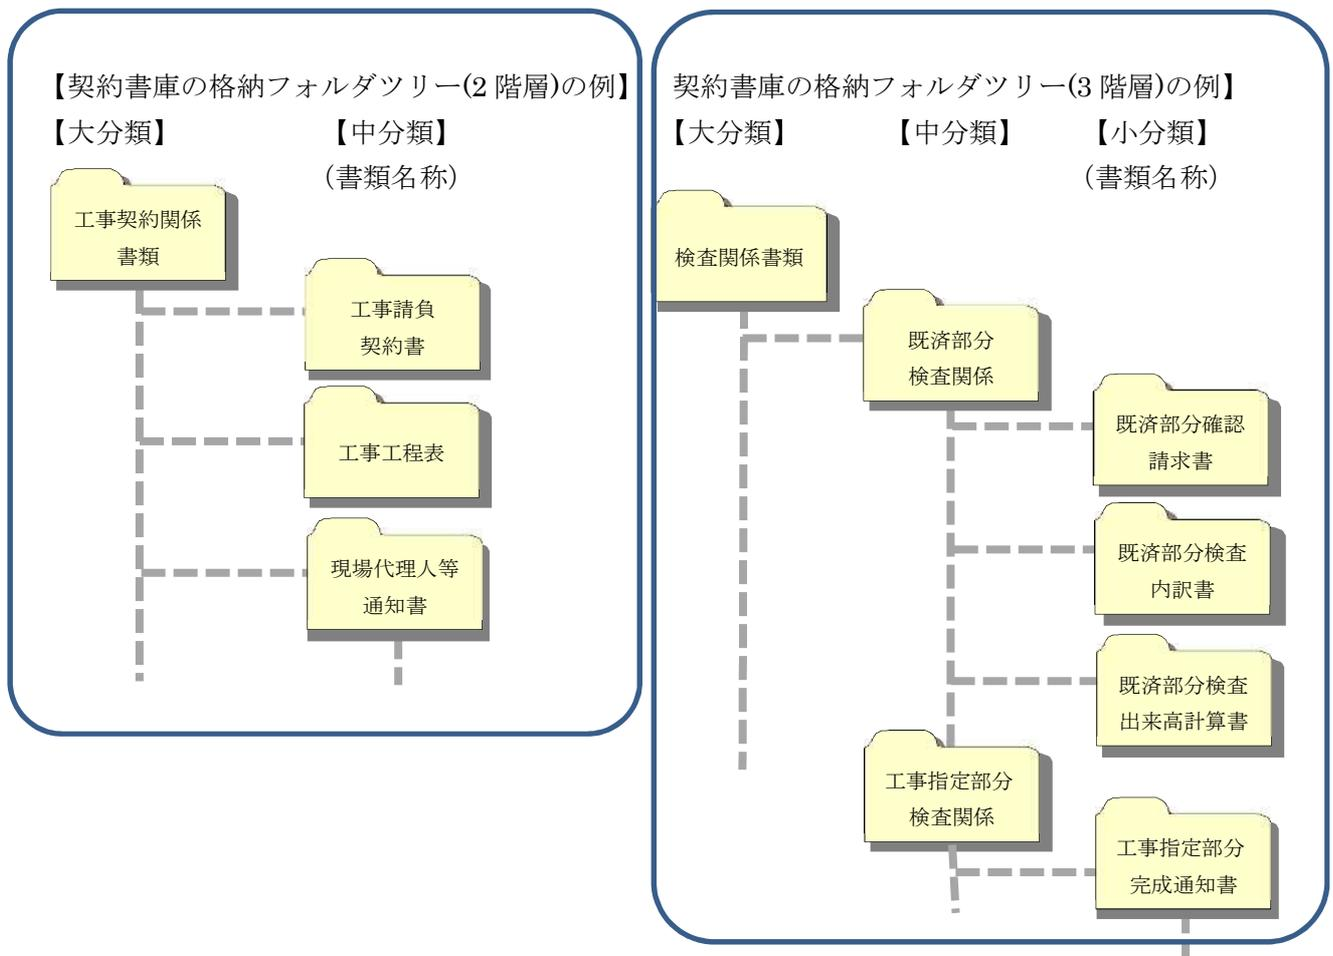 【契約書庫の格納フォルダツリー(2 階層)の例】
【大分類】
【中分類】
（書類名称）
工事契約関係
書類
工事請負
契約書
工事工程表
現場代理人等
通知書
契約書庫の格納フォルダツリー(3 階層)の例】
【大分類】
【中分類】
【小分類】
（書類名称）
検査関係書類
既済部分
検査関係
既済部分確認
請求書
既済部分検査
内訳書
既済部分検査
出来高計算書
工事指定部分
検査関係
工事指定部分
完成通知書